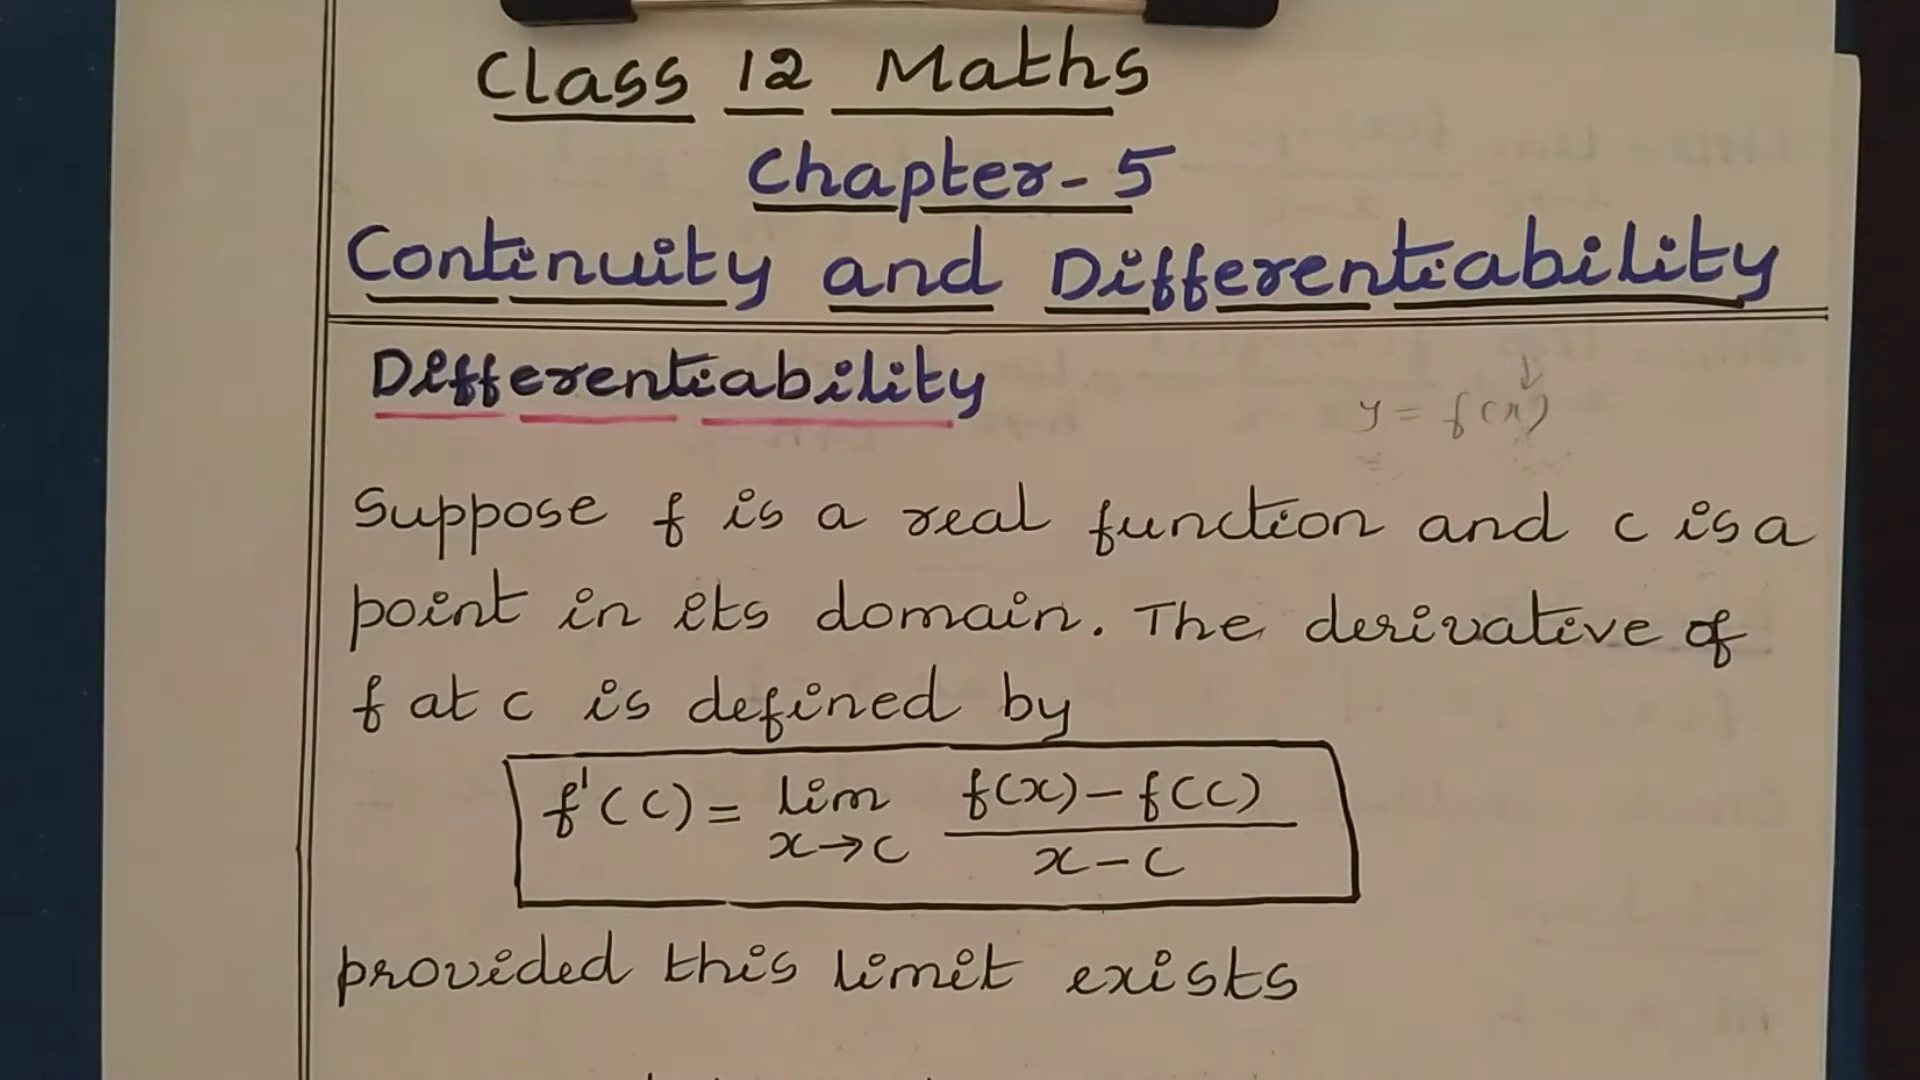 Class 12 Maths
Chapter - 5
Continuity and Differentiability
Differentiability
y = f(x)
Suppose f is a real function and c is a
point in its domain. The derivative of
f at c is defined by
f'(c) = lim f(x) - f(c)
x→c x - c
provided this limit exists